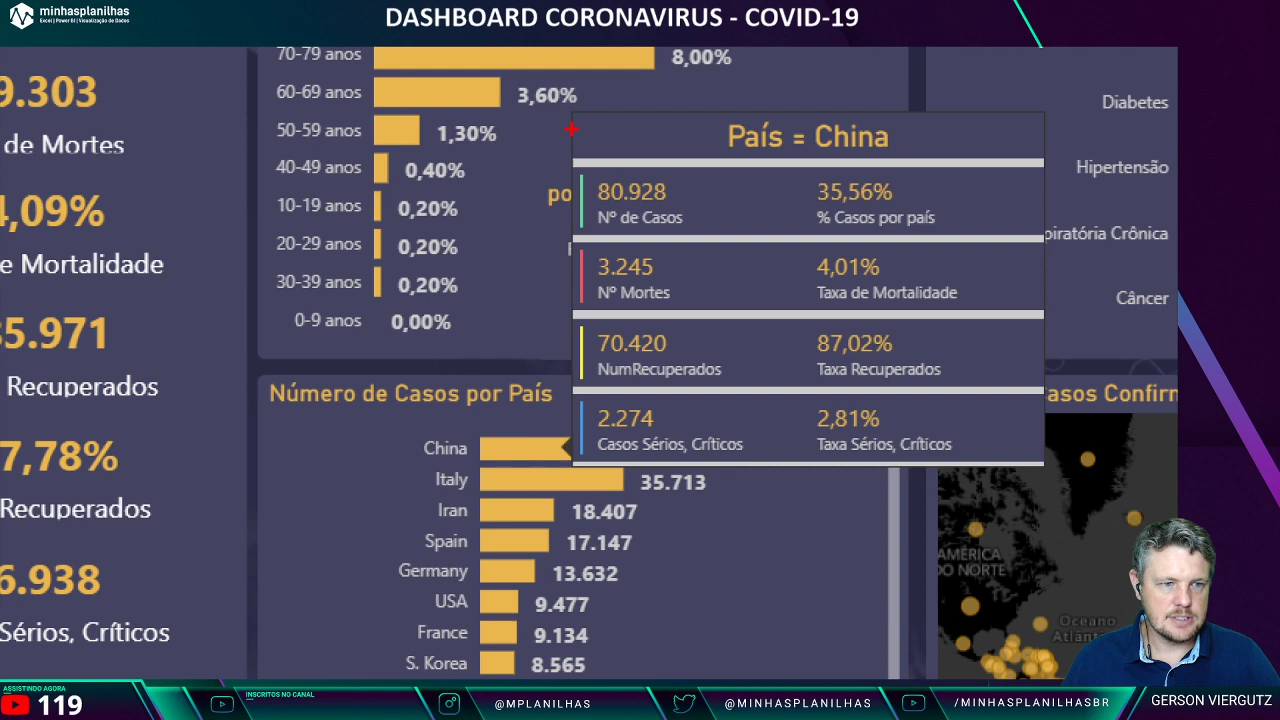 minhasplanilhas
Excel | Power BI | Visualização de Dados
DASHBOARD CORONAVIRUS - COVID-19
9.303
de Mortes
4,09%
e Mortalidade
35.971
Recuperados
7,78%
Recuperados
6.938
Sérios, Críticos
70-79 anos 8,00%
60-69 anos 3,60%
50-59 anos 1,30%
40-49 anos 0,40%
10-19 anos 0,20%
20-29 anos 0,20%
30-39 anos 0,20%
0-9 anos 0,00%
po
País = China
80.928 35,56%
Nº de Casos % Casos por país
3.245 4,01%
Nº Mortes Taxa de Mortalidade
70.420 87,02%
NumRecuperados Taxa Recuperados
2.274 2,81%
Casos Sérios, Críticos Taxa Sérios, Críticos
Diabetes
Hipertensão
piratória Crônica
Câncer
Número de Casos por País
China
Italy 35.713
Iran 18.407
Spain 17.147
Germany 13.632
USA 9.477
France 9.134
S. Korea 8.565
asos Confirm
AMÉRICA
DO NORTE
Oceano
Atlânti
ASSISTINDO AGORA
119
INSCRITOS NO CANAL
@MPLANILHAS
@MINHASPLANILHAS
/MINHASPLANILHASBR
GERSON VIERGUTZ